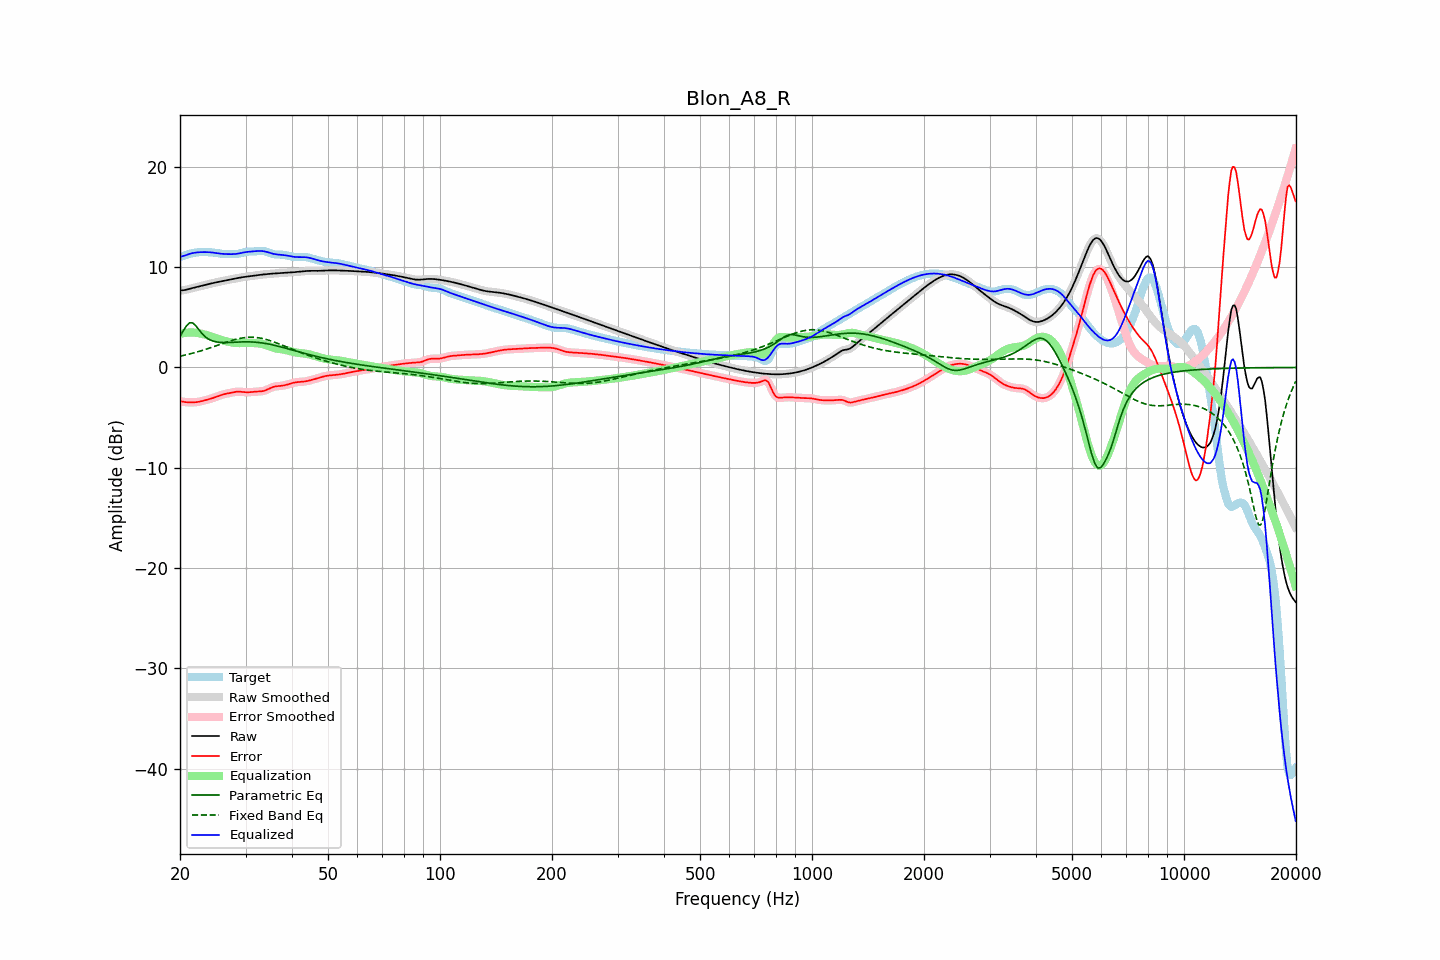 Blon_A8_R
20
10
0
−10
−20
−30
−40
Amplitude (dBr)
Target
Raw Smoothed
Error Smoothed
Raw
Error
Equalization
Parametric Eq
Fixed Band Eq
Equalized
20 50 100 200 500 1000 2000 5000 10000 20000
Frequency (Hz)